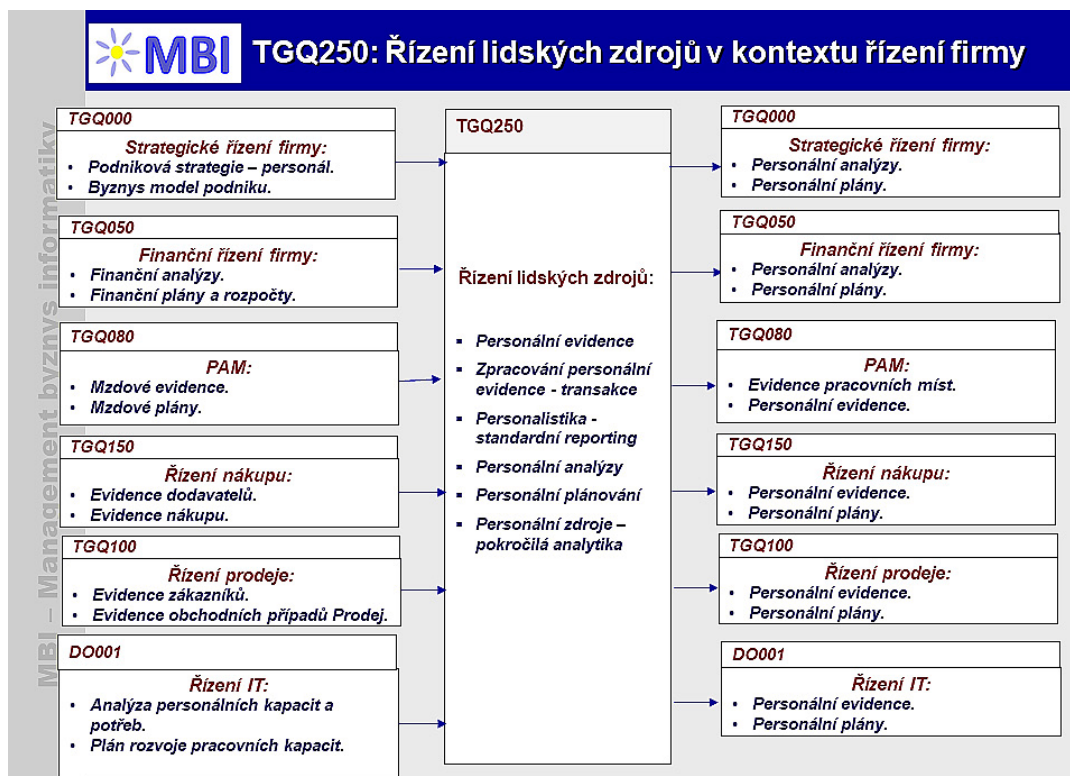 MBI
TGQ250: Řízení lidských zdrojů v kontextu řízení firmy
MBI – Management byznys informatiky
TGQ000
Strategické řízení firmy:
• Podniková strategie – personál.
• Byznys model podniku.
TGQ050
Finanční řízení firmy:
• Finanční analýzy.
• Finanční plány a rozpočty.
TGQ080
PAM:
• Mzdové evidence.
• Mzdové plány.
TGQ150
Řízení nákupu:
• Evidence dodavatelů.
• Evidence nákupu.
TGQ100
Řízení prodeje:
• Evidence zákazníků.
• Evidence obchodních případů Prodej.
DO001
Řízení IT:
• Analýza personálních kapacit a
potřeb.
• Plán rozvoje pracovních kapacit.
TGQ250
Řízení lidských zdrojů:
▪ Personální evidence
▪ Zpracování personální
evidence - transakce
▪ Personalistika -
standardní reporting
▪ Personální analýzy
▪ Personální plánování
▪ Personální zdroje –
pokročilá analytika
TGQ000
Strategické řízení firmy:
• Personální analýzy.
• Personální plány.
TGQ050
Finanční řízení firmy:
• Personální analýzy.
• Personální plány.
TGQ080
PAM:
• Evidence pracovních míst.
• Personální evidence.
TGQ150
Řízení nákupu:
• Personální evidence.
• Personální plány.
TGQ100
Řízení prodeje:
• Personální evidence.
• Personální plány.
DO001
Řízení IT:
• Personální evidence.
• Personální plány.